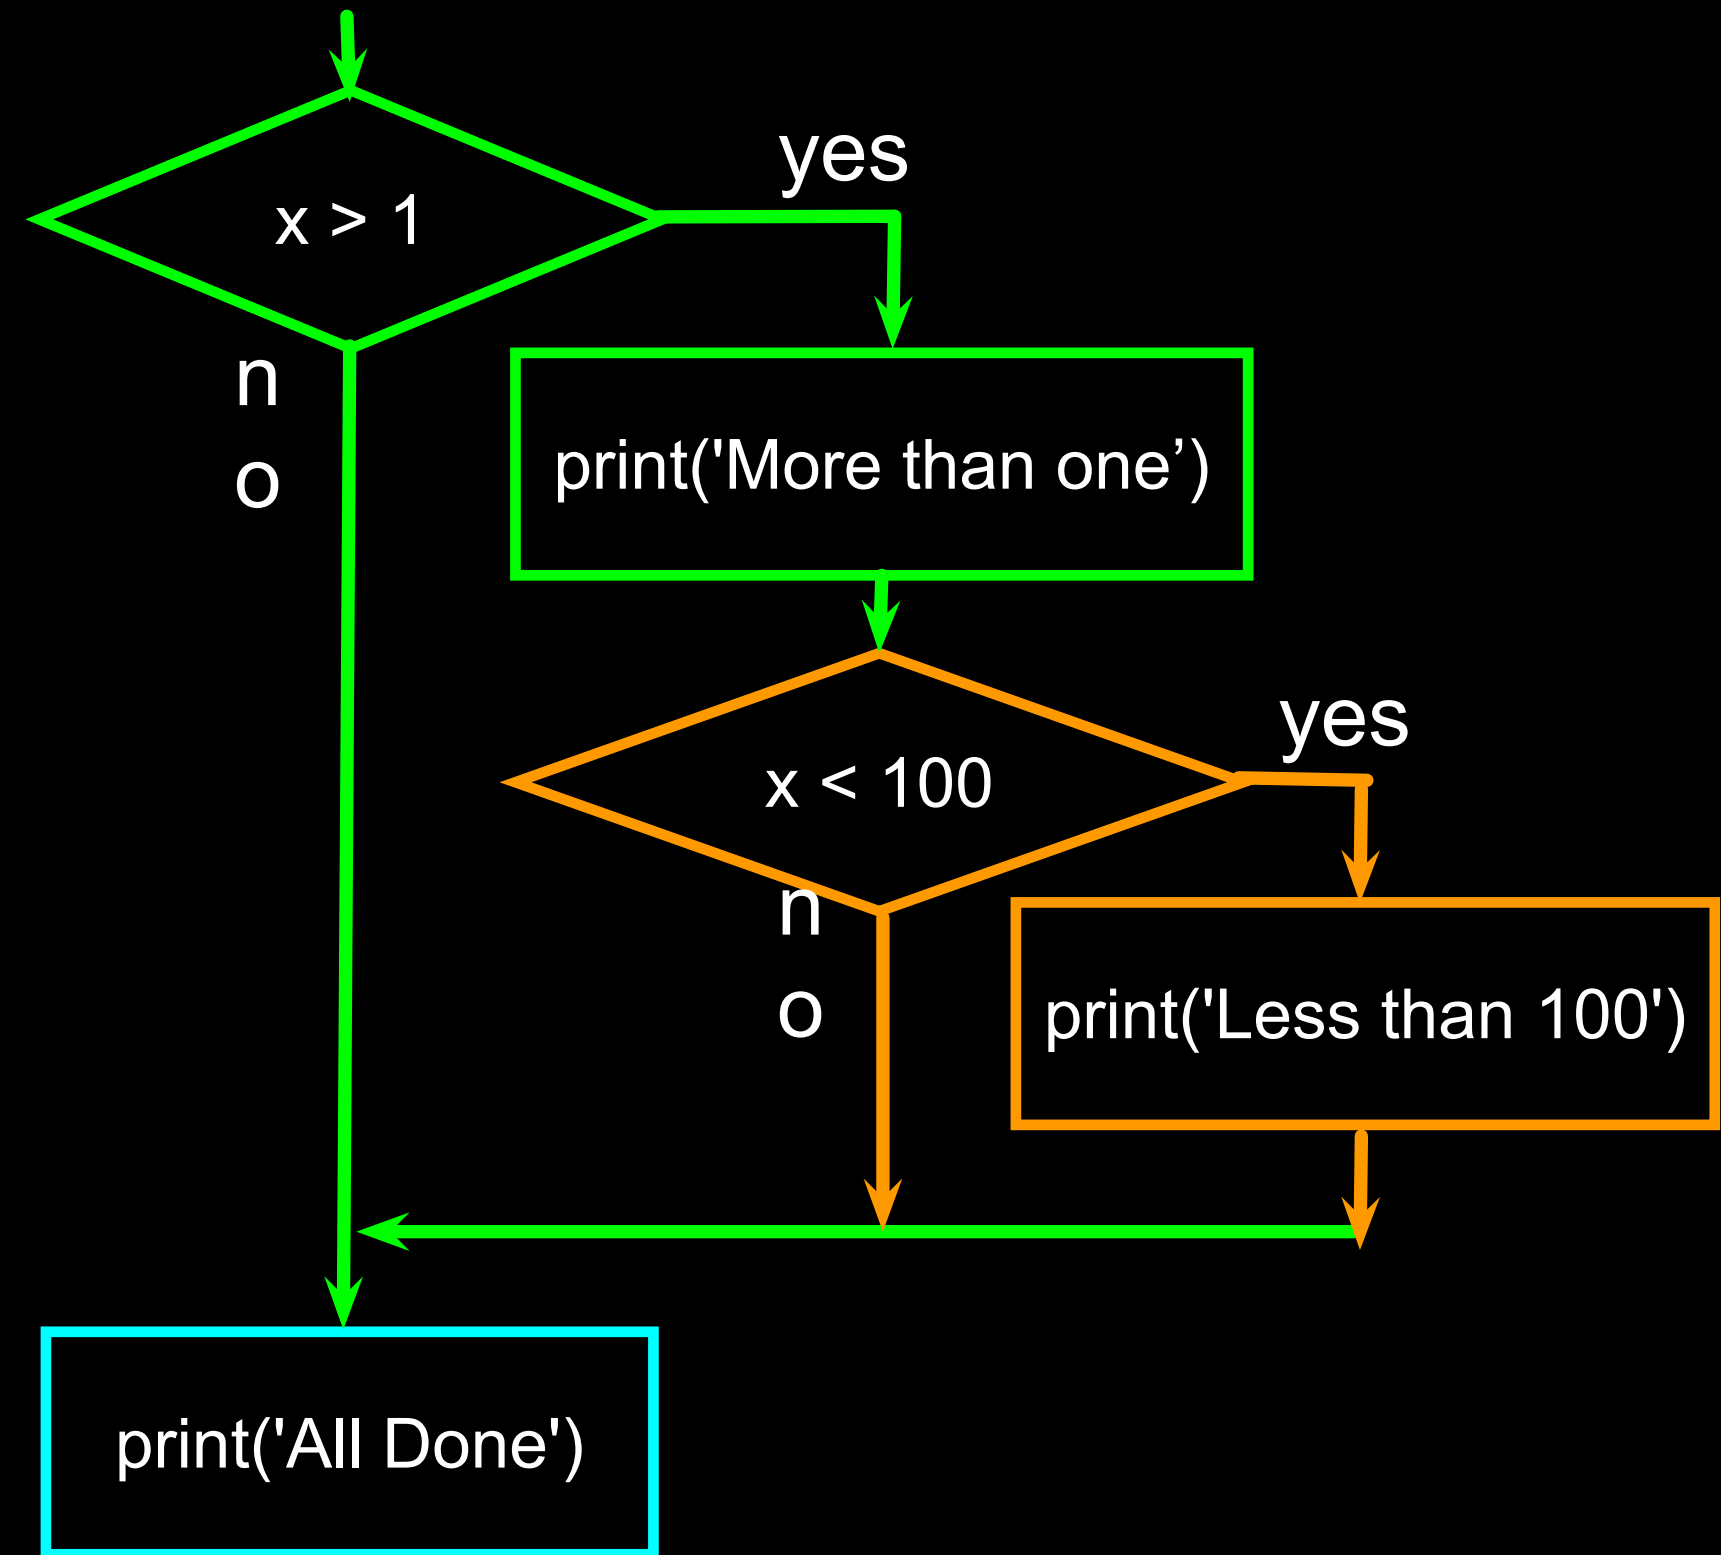 yes
x > 1
n
o
print('More than one’)
yes
x < 100
n
o
print('Less than 100')
print('All Done')